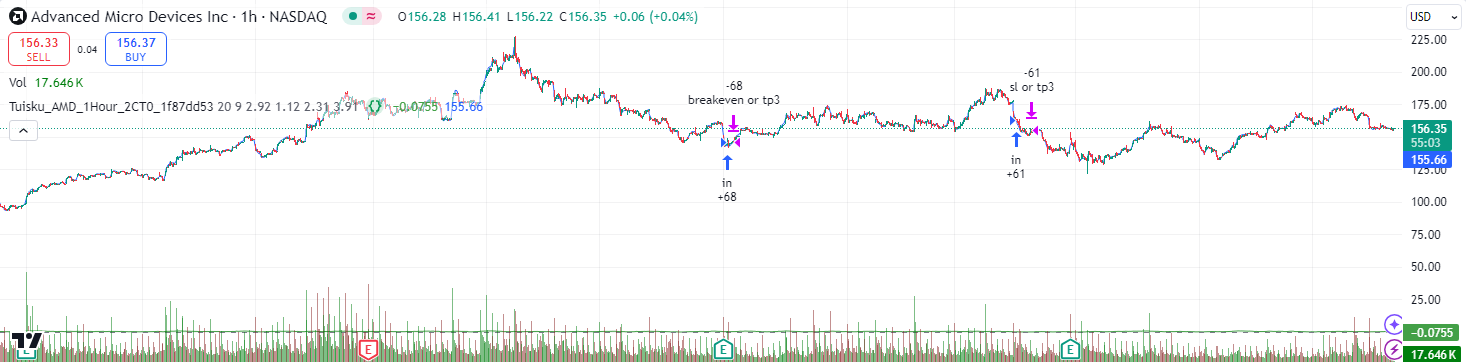 Advanced Micro Devices Inc · 1h · NASDAQ
O156.28 H156.41 L156.22 C156.35 +0.06 (+0.04%)
USD
156.33
SELL
0.04
156.37
BUY
Vol 17.646 K
Tuisku_AMD_1Hour_2CT0_1f87dd53 20 9 2.92 1.12 2.31 3.91 −0.0755 155.66
-68
breakeven or tp3
in
+68
-61
sl or tp3
in
+61
225.00
200.00
175.00
156.35
55:03
155.66
125.00
100.00
75.00
50.00
25.00
−0.0755
17.646 K
E
E
E
E